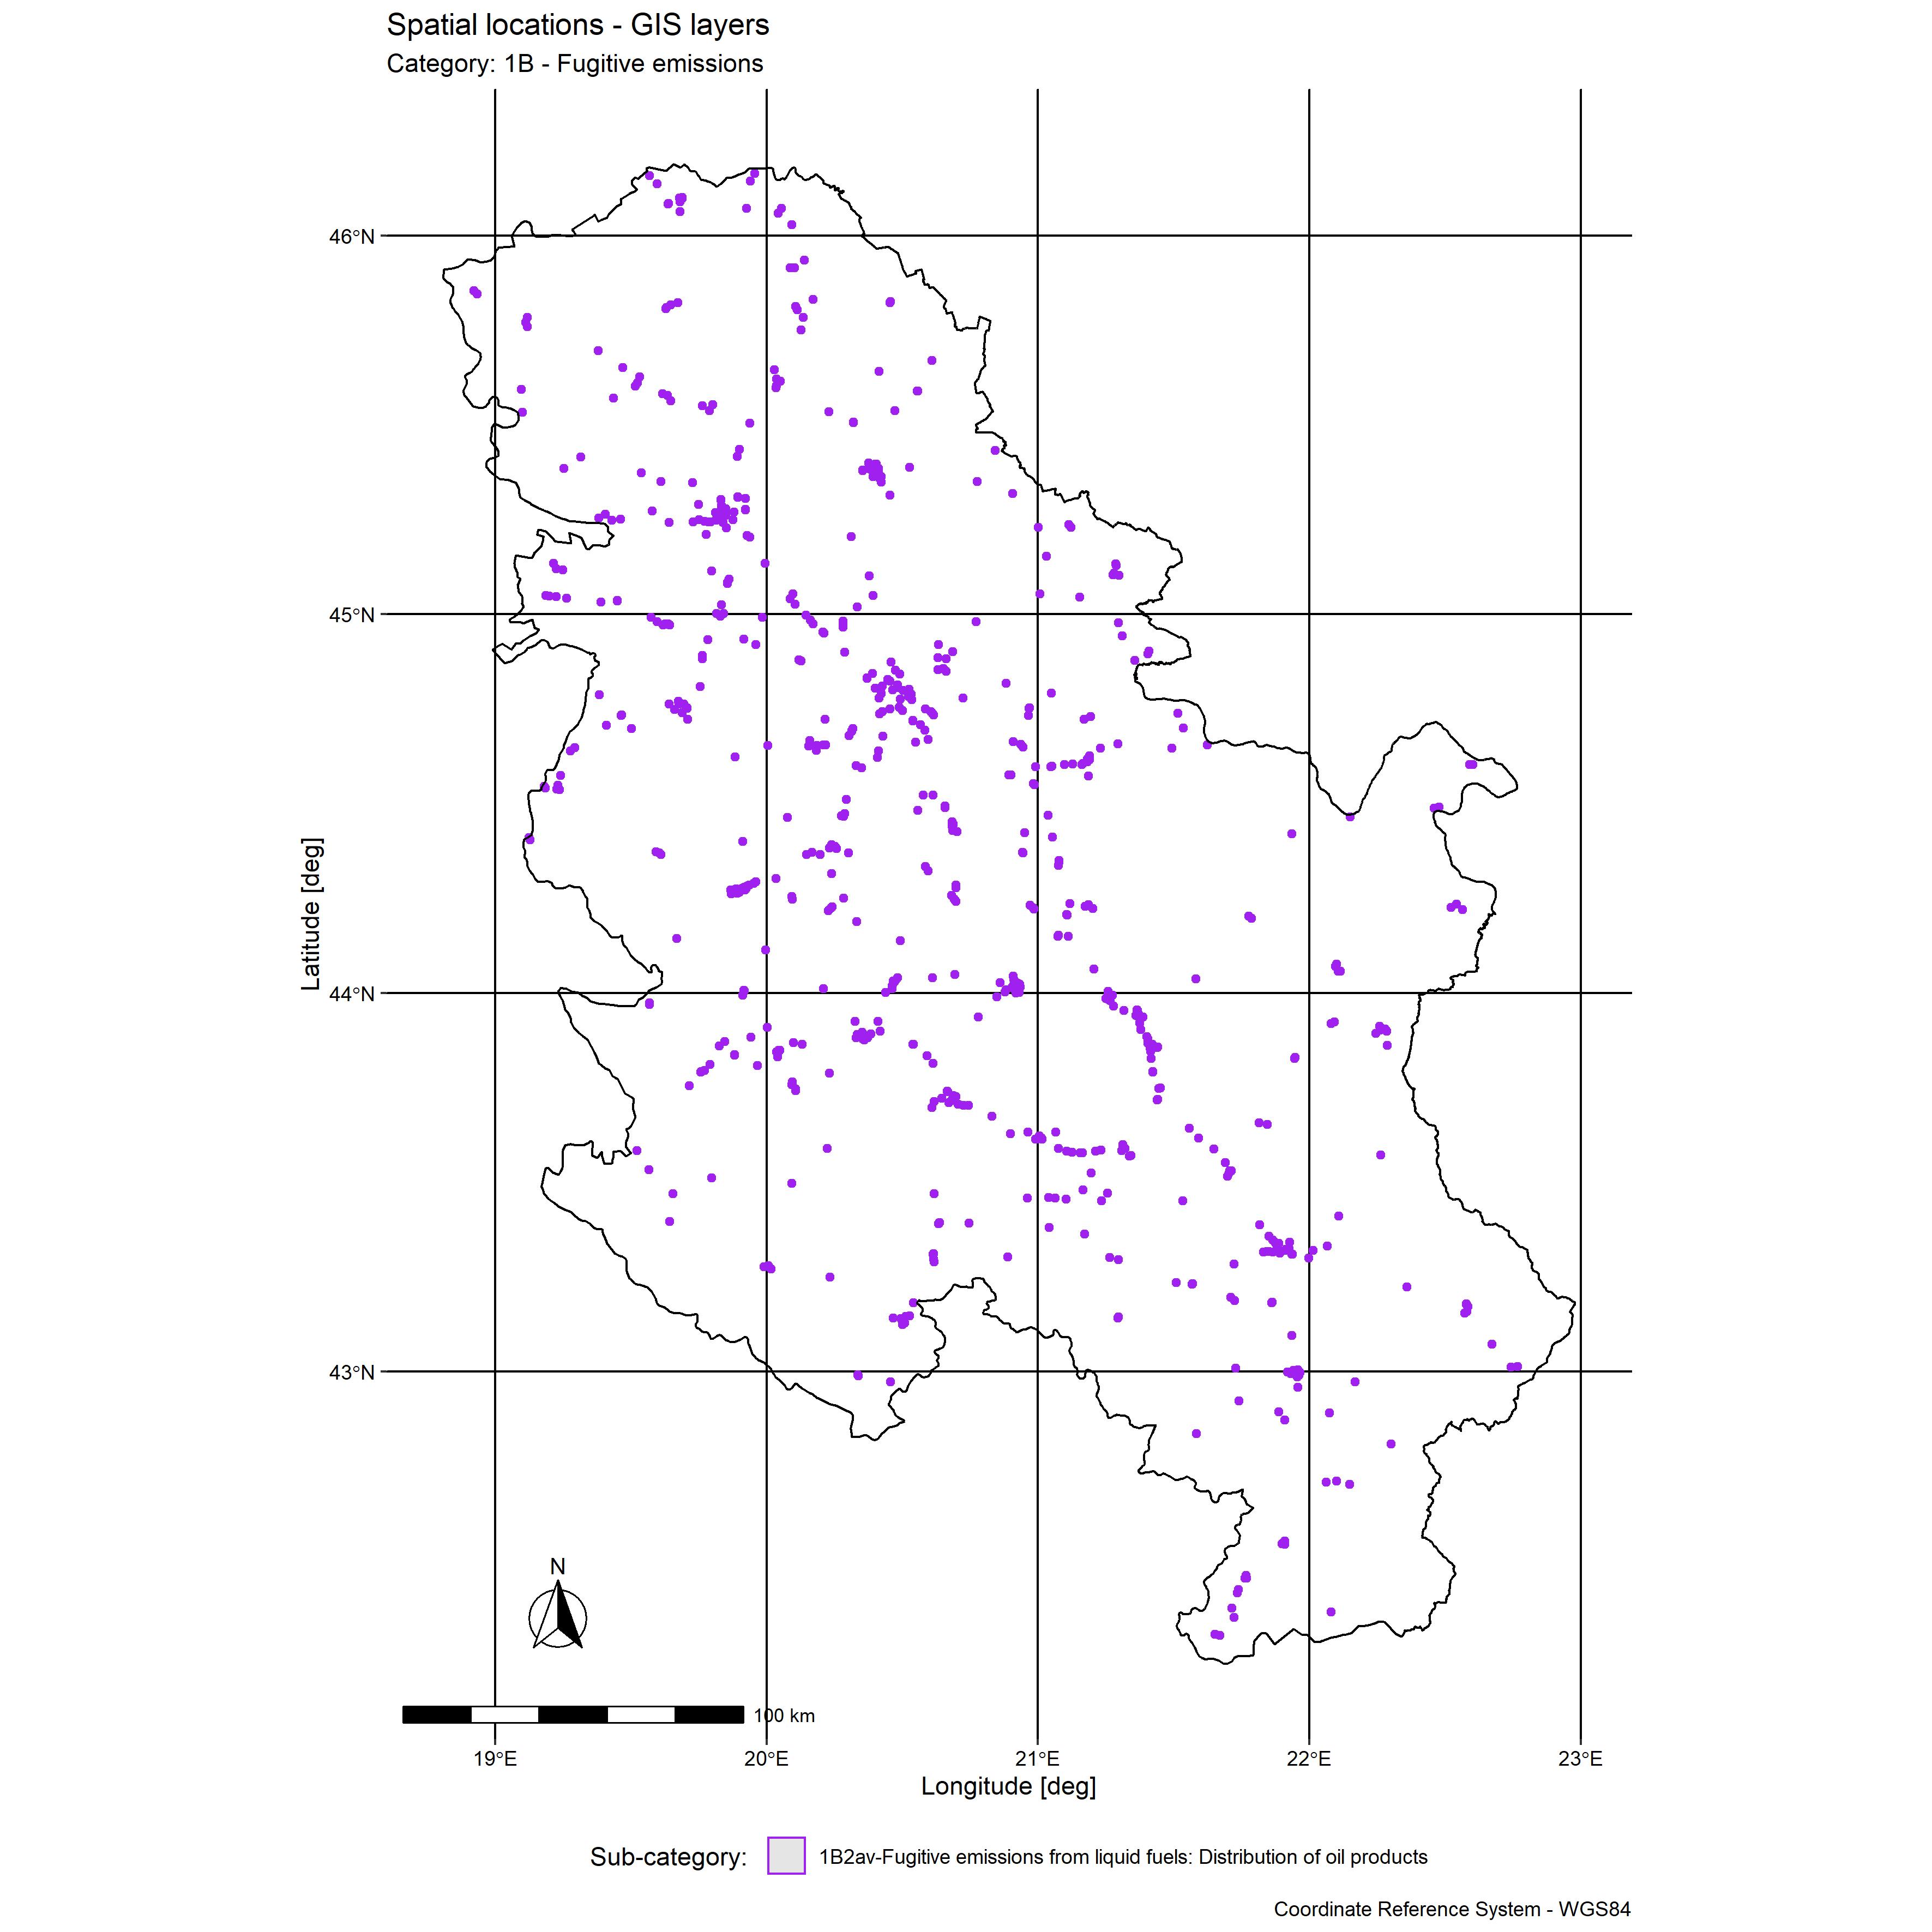 Spatial locations - GIS layers
Category: 1B - Fugitive emissions
46°N
45°N
44°N
43°N
Latitude [deg]
N
100 km
19°E 20°E 21°E 22°E 23°E
Longitude [deg]
Sub-category: 1B2av-Fugitive emissions from liquid fuels: Distribution of oil products
Coordinate Reference System - WGS84